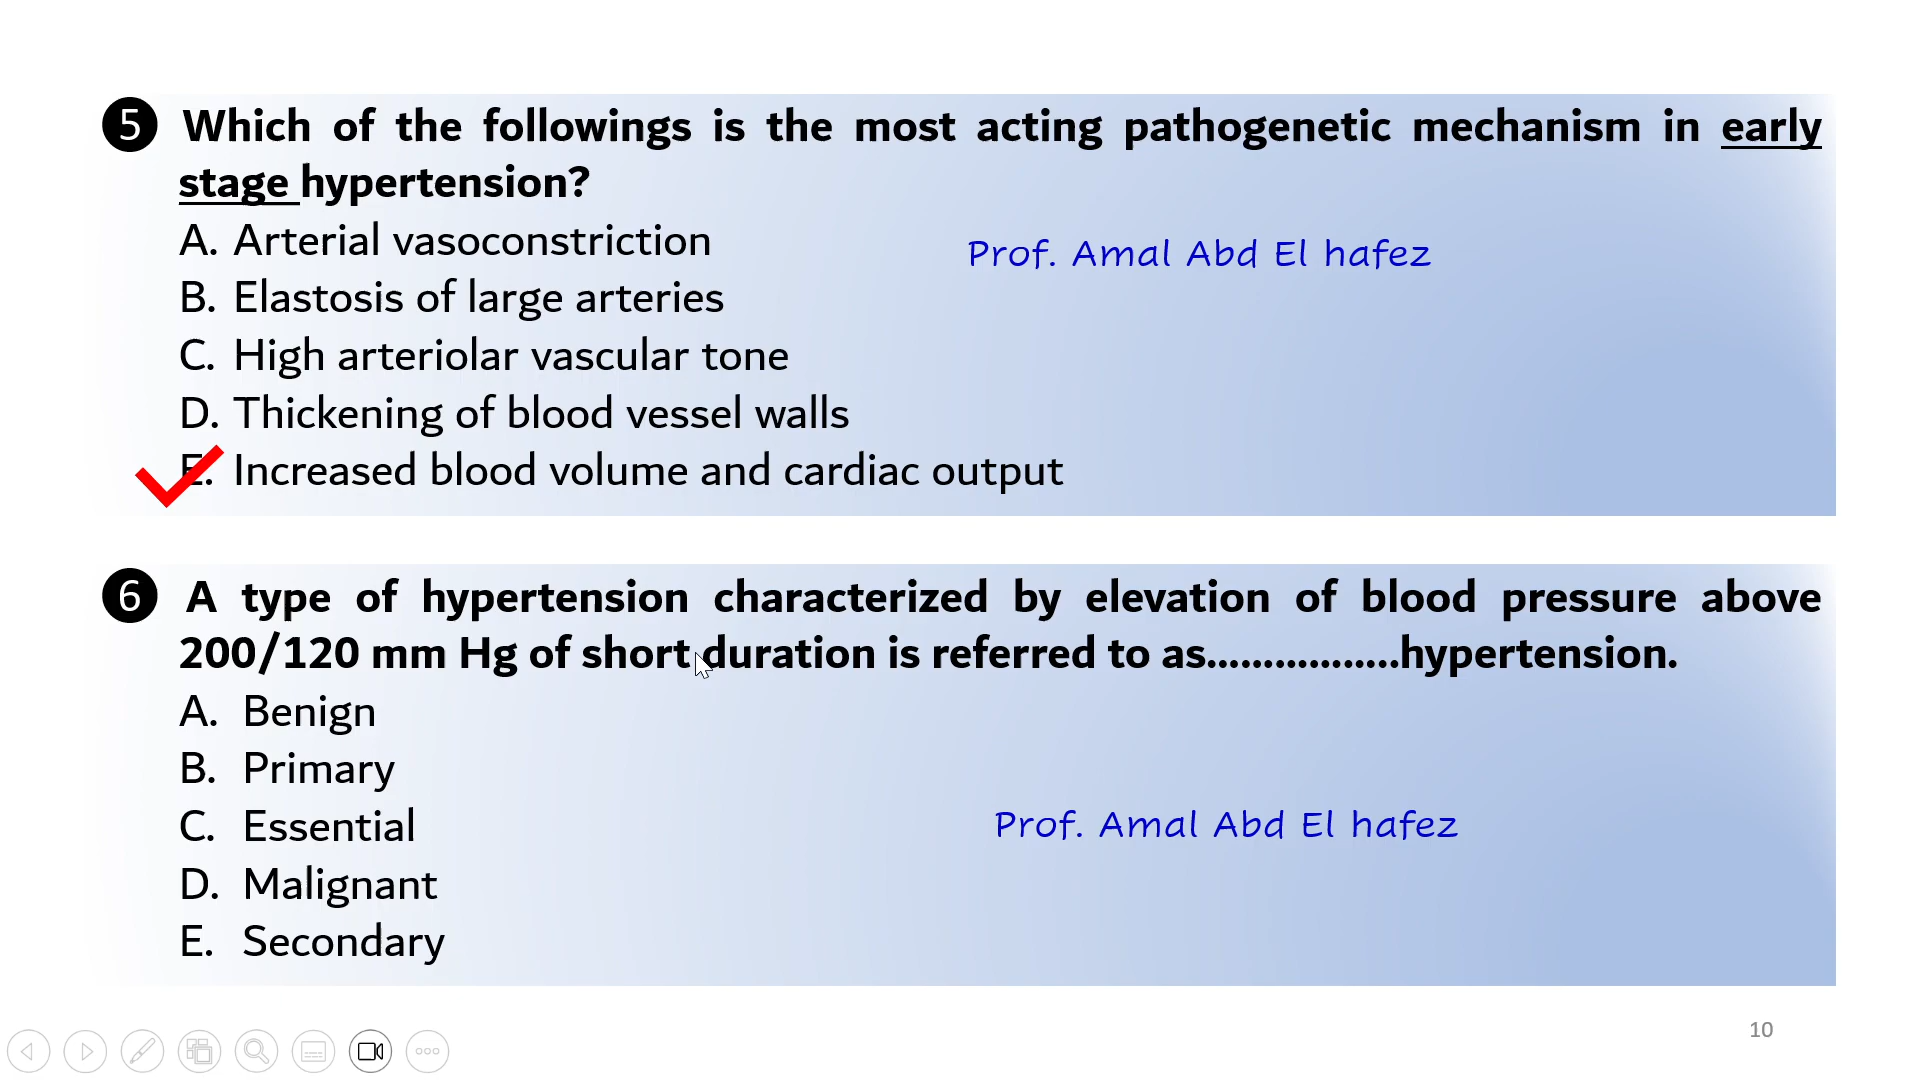 5 Which of the followings is the most acting pathogenetic mechanism in early
stage hypertension?
A. Arterial vasoconstriction
Prof. Amal Abd El hafez
B. Elastosis of large arteries
C. High arteriolar vascular tone
D. Thickening of blood vessel walls
E. Increased blood volume and cardiac output
6 A type of hypertension characterized by elevation of blood pressure above
200/120 mm Hg of short duration is referred to as.................hypertension.
A. Benign
B. Primary
C. Essential
Prof. Amal Abd El hafez
D. Malignant
E. Secondary
10